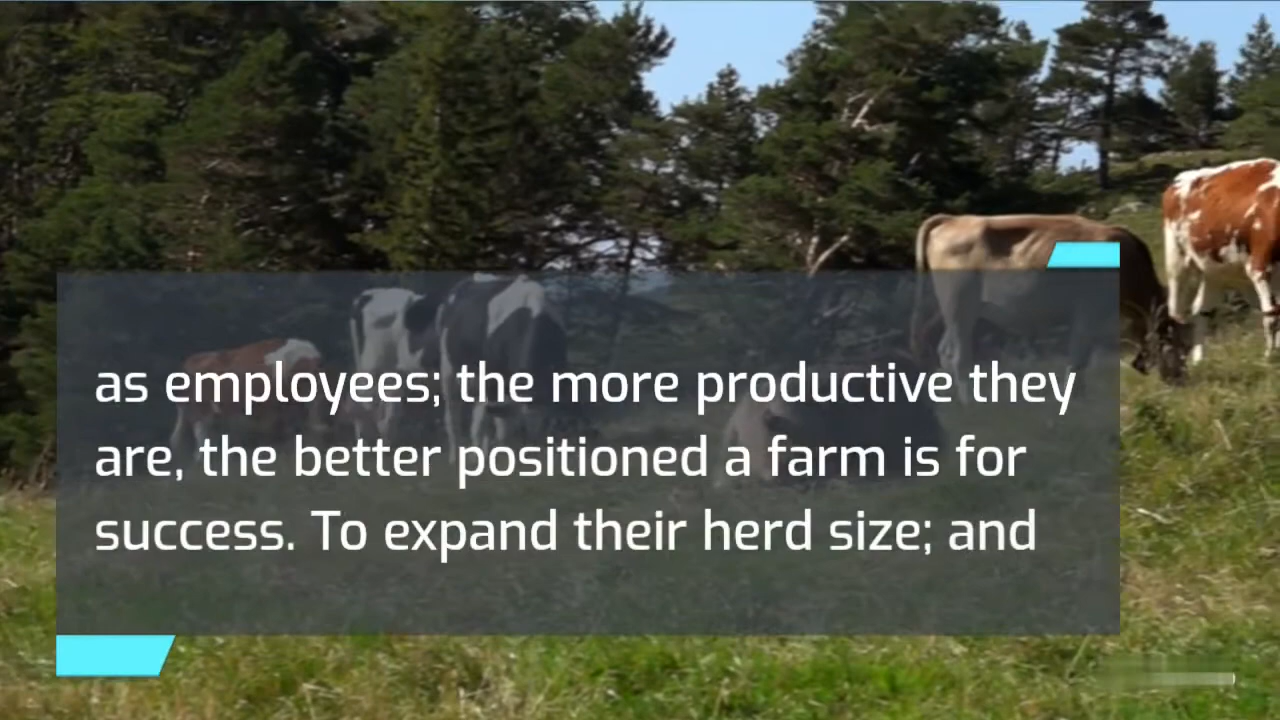 as employees; the more productive they
are, the better positioned a farm is for
success. To expand their herd size; and